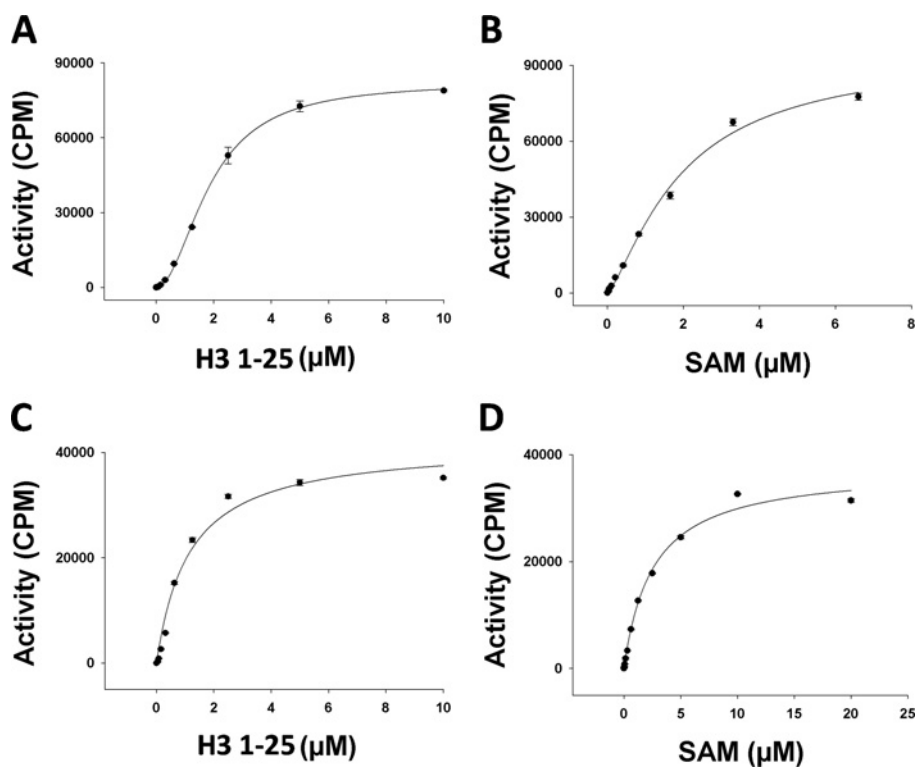 A
90000
60000
30000
0
Activity (CPM)
0 2 4 6 8 10
H3 1-25 (µM)
B
90000
60000
30000
0
Activity (CPM)
0 2 4 6 8
SAM (µM)
C
40000
20000
0
Activity (CPM)
0 2 4 6 8 10
H3 1-25 (µM)
D
40000
20000
0
Activity (CPM)
0 5 10 15 20 25
SAM (µM)